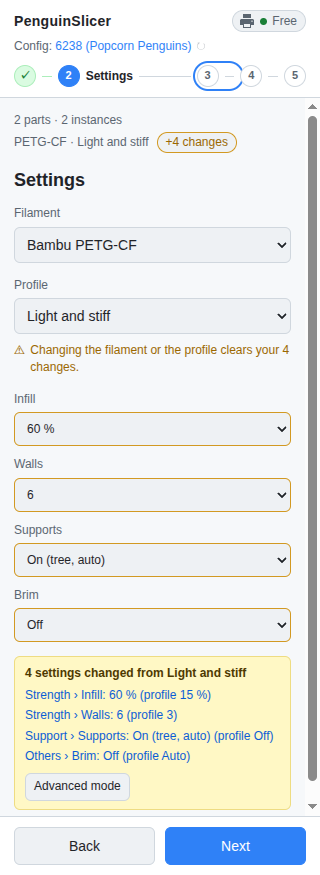 PenguinSlicer
Free
Config: 6238 (Popcorn Penguins)
✓ 2 Settings 3 4 5
2 parts · 2 instances
PETG-CF · Light and stiff +4 changes
Settings
Filament
Bambu PETG-CF
Profile
Light and stiff
⚠ Changing the filament or the profile clears your 4
changes.
Infill
60 %
Walls
6
Supports
On (tree, auto)
Brim
Off
4 settings changed from Light and stiff
Strength › Infill: 60 % (profile 15 %)
Strength › Walls: 6 (profile 3)
Support › Supports: On (tree, auto) (profile Off)
Others › Brim: Off (profile Auto)
Advanced mode
Back Next